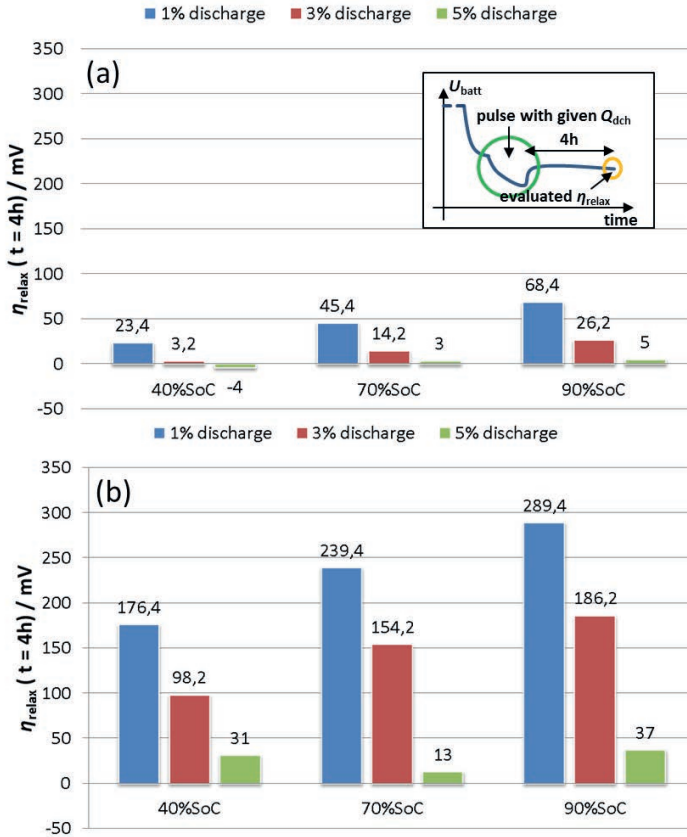 1% discharge 3% discharge 5% discharge
(a)
350
300
250
200
150
100
50
0
-50
ηrelax ( t = 4h) / mV
Ubatt
pulse with given Qdch
4h
evaluated ηrelax
time
23,4
3,2
-4
45,4
14,2
3
68,4
26,2
5
40%SoC 70%SoC 90%SoC
1% discharge 3% discharge 5% discharge
(b)
350
300
250
200
150
100
50
0
-50
ηrelax ( t = 4h) / mV
176,4
98,2
31
239,4
154,2
13
289,4
186,2
37
40%SoC 70%SoC 90%SoC